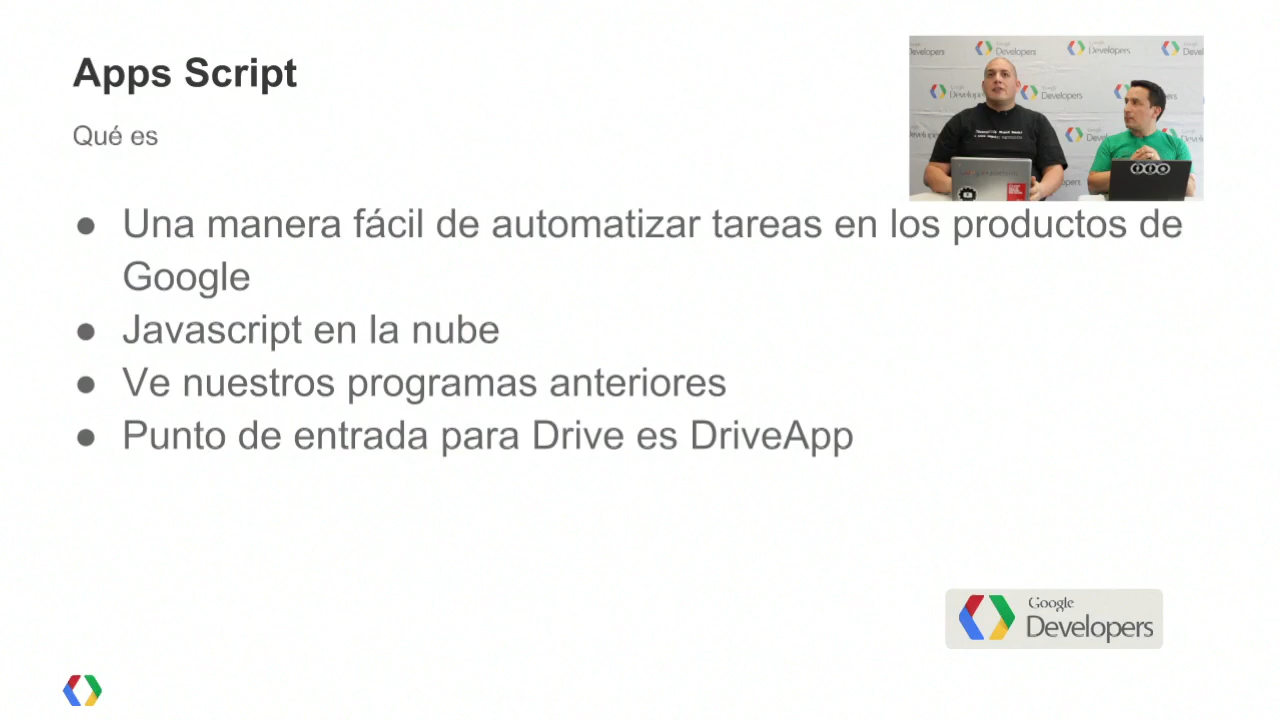 Apps Script
Qué es
● Una manera fácil de automatizar tareas en los productos de
Google
● Javascript en la nube
● Ve nuestros programas anteriores
● Punto de entrada para Drive es DriveApp
Google
Developers